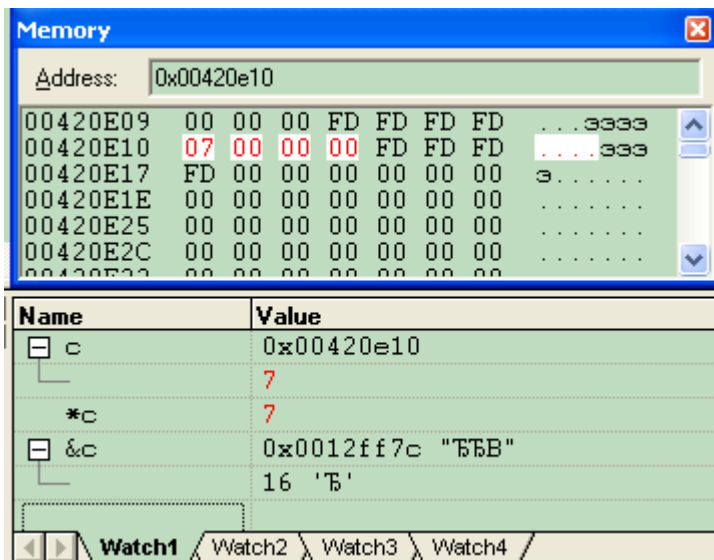 Memory
Address: 0x00420e10
00420E09 00 00 00 FD FD FD FD ...ээээ
00420E10 07 00 00 00 FD FD FD ....эээ
00420E17 FD 00 00 00 00 00 00 э......
00420E1E 00 00 00 00 00 00 00 .......
00420E25 00 00 00 00 00 00 00 .......
00420E2C 00 00 00 00 00 00 00 .......
Name Value
c 0x00420e10
7
*c 7
&c 0x0012ff7c "ЂЂB"
16 'Ђ'
Watch1 Watch2 Watch3 Watch4